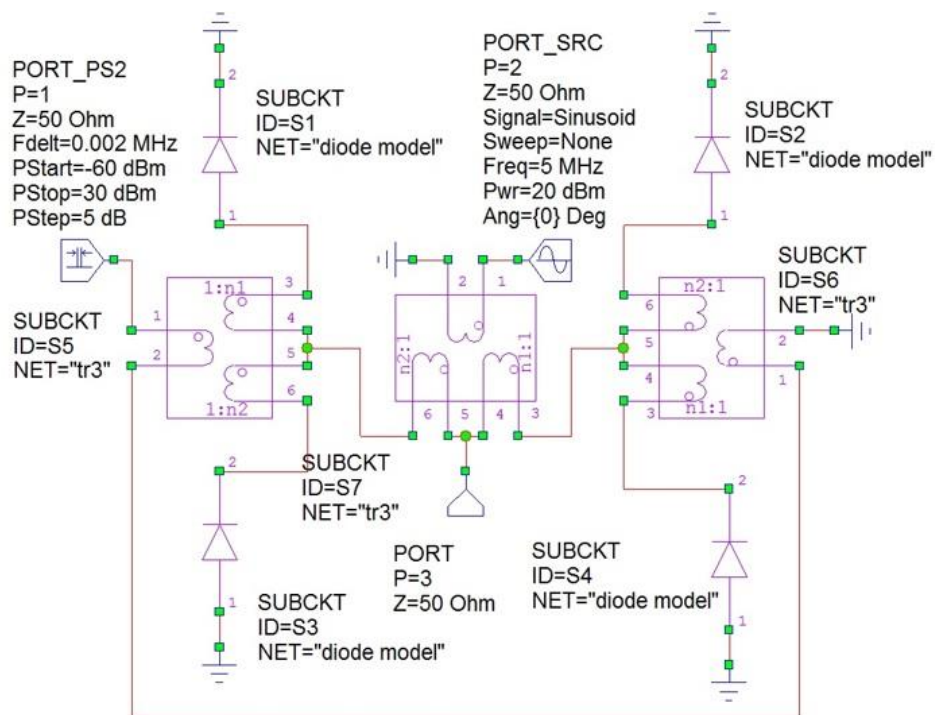 PORT_PS2
P=1
Z=50 Ohm
Fdelt=0.002 MHz
PStart=-60 dBm
PStop=30 dBm
PStep=5 dB
2
SUBCKT
ID=S1
NET="diode model"
1
PORT_SRC
P=2
Z=50 Ohm
Signal=Sinusoid
Sweep=None
Freq=5 MHz
Pwr=20 dBm
Ang={0} Deg
2
SUBCKT
ID=S2
NET="diode model"
1
SUBCKT
ID=S5
NET="tr3"
1
2
1:n1
3
4
5
6
1:n2
2
1
n2:1
n1:1
6
5
4
3
SUBCKT
ID=S6
NET="tr3"
n2:1
6
5
4
3
n1:1
2
1
SUBCKT
ID=S7
NET="tr3"
2
1
SUBCKT
ID=S3
NET="diode model"
PORT
P=3
Z=50 Ohm
SUBCKT
ID=S4
NET="diode model"
2
1